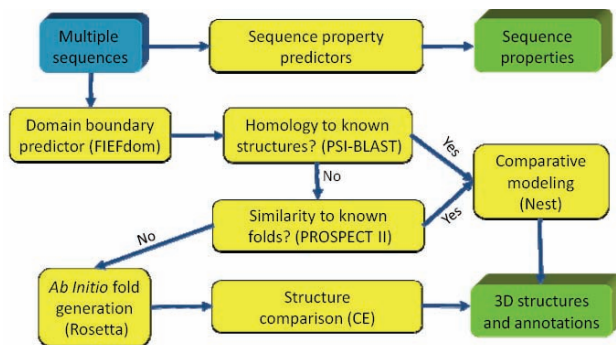 Multiple
sequences
Sequence property
predictors
Sequence
properties
Domain boundary
predictor (FIEFdom)
Homology to known
structures? (PSI-BLAST)
Yes
Comparative
modeling
(Nest)
No
Similarity to known
folds? (PROSPECT II)
Yes
No
Ab Initio fold
generation
(Rosetta)
Structure
comparison (CE)
3D structures
and annotations